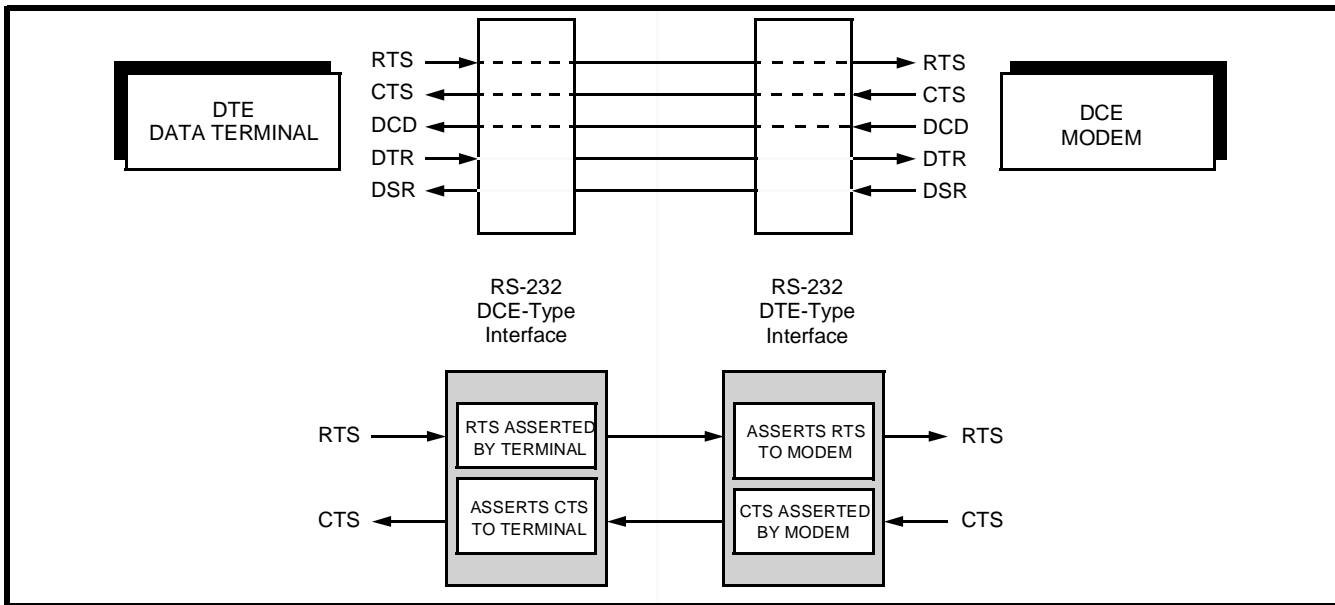 DTE
DATA TERMINAL
RTS
CTS
DCD
DTR
DSR
RTS
CTS
DCD
DTR
DSR
DCE
MODEM
RS-232
DCE-Type
Interface
RS-232
DTE-Type
Interface
RTS
RTS ASSERTED
BY TERMINAL
ASSERTS RTS
TO MODEM
RTS
CTS
ASSERTS CTS
TO TERMINAL
CTS ASSERTED
BY MODEM
CTS